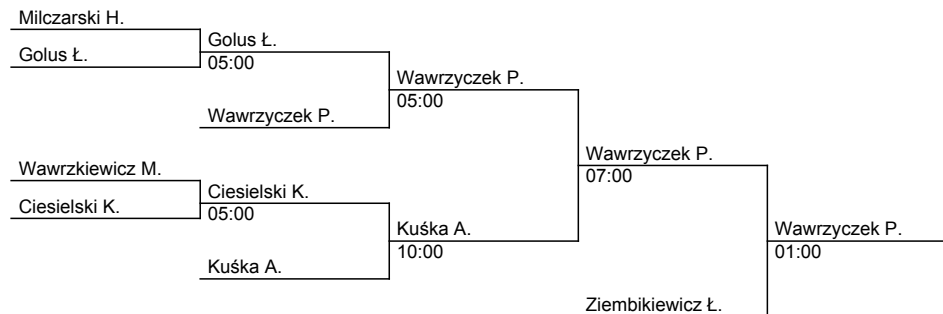 Milczarski H.
Golus Ł.
Golus Ł.
05:00
Wawrzyczek P.
Wawrzyczek P.
05:00
Wawrzkiewicz M.
Ciesielski K.
Ciesielski K.
05:00
Kuśka A.
Kuśka A.
10:00
Wawrzyczek P.
07:00
Ziembikiewicz Ł.
Wawrzyczek P.
01:00